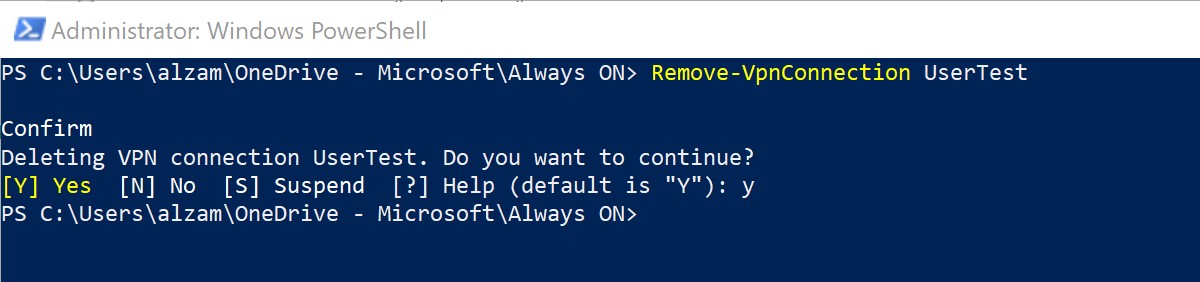 Administrator: Windows PowerShell
PS C:\Users\alzam\OneDrive - Microsoft\Always ON> Remove-VpnConnection UserTest
Confirm
Deleting VPN connection UserTest. Do you want to continue?
[Y] Yes  [N] No  [S] Suspend  [?] Help (default is "Y"): y
PS C:\Users\alzam\OneDrive - Microsoft\Always ON>